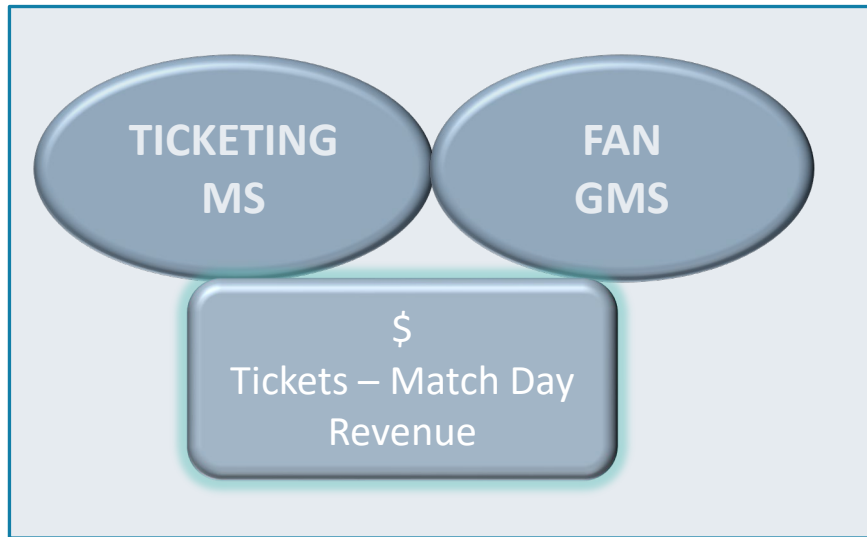 TICKETING
MS
FAN
GMS
$
Tickets – Match Day
Revenue